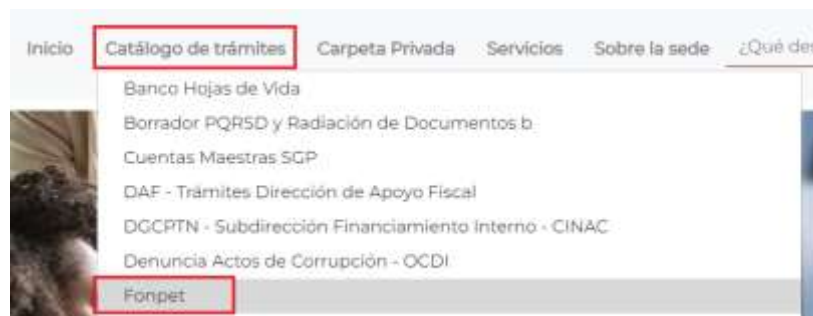 Inicio Catálogo de trámites Carpeta Privada Servicios Sobre la sede ¿Qué des
Banco Hojas de Vida
Borrador PQRSD y Radiación de Documentos b
Cuentas Maestras SGP
DAF - Trámites Dirección de Apoyo Fiscal
DGCPTN - Subdirección Financiamiento Interno - CINAC
Denuncia Actos de Corrupción - OCDI
Fonpet